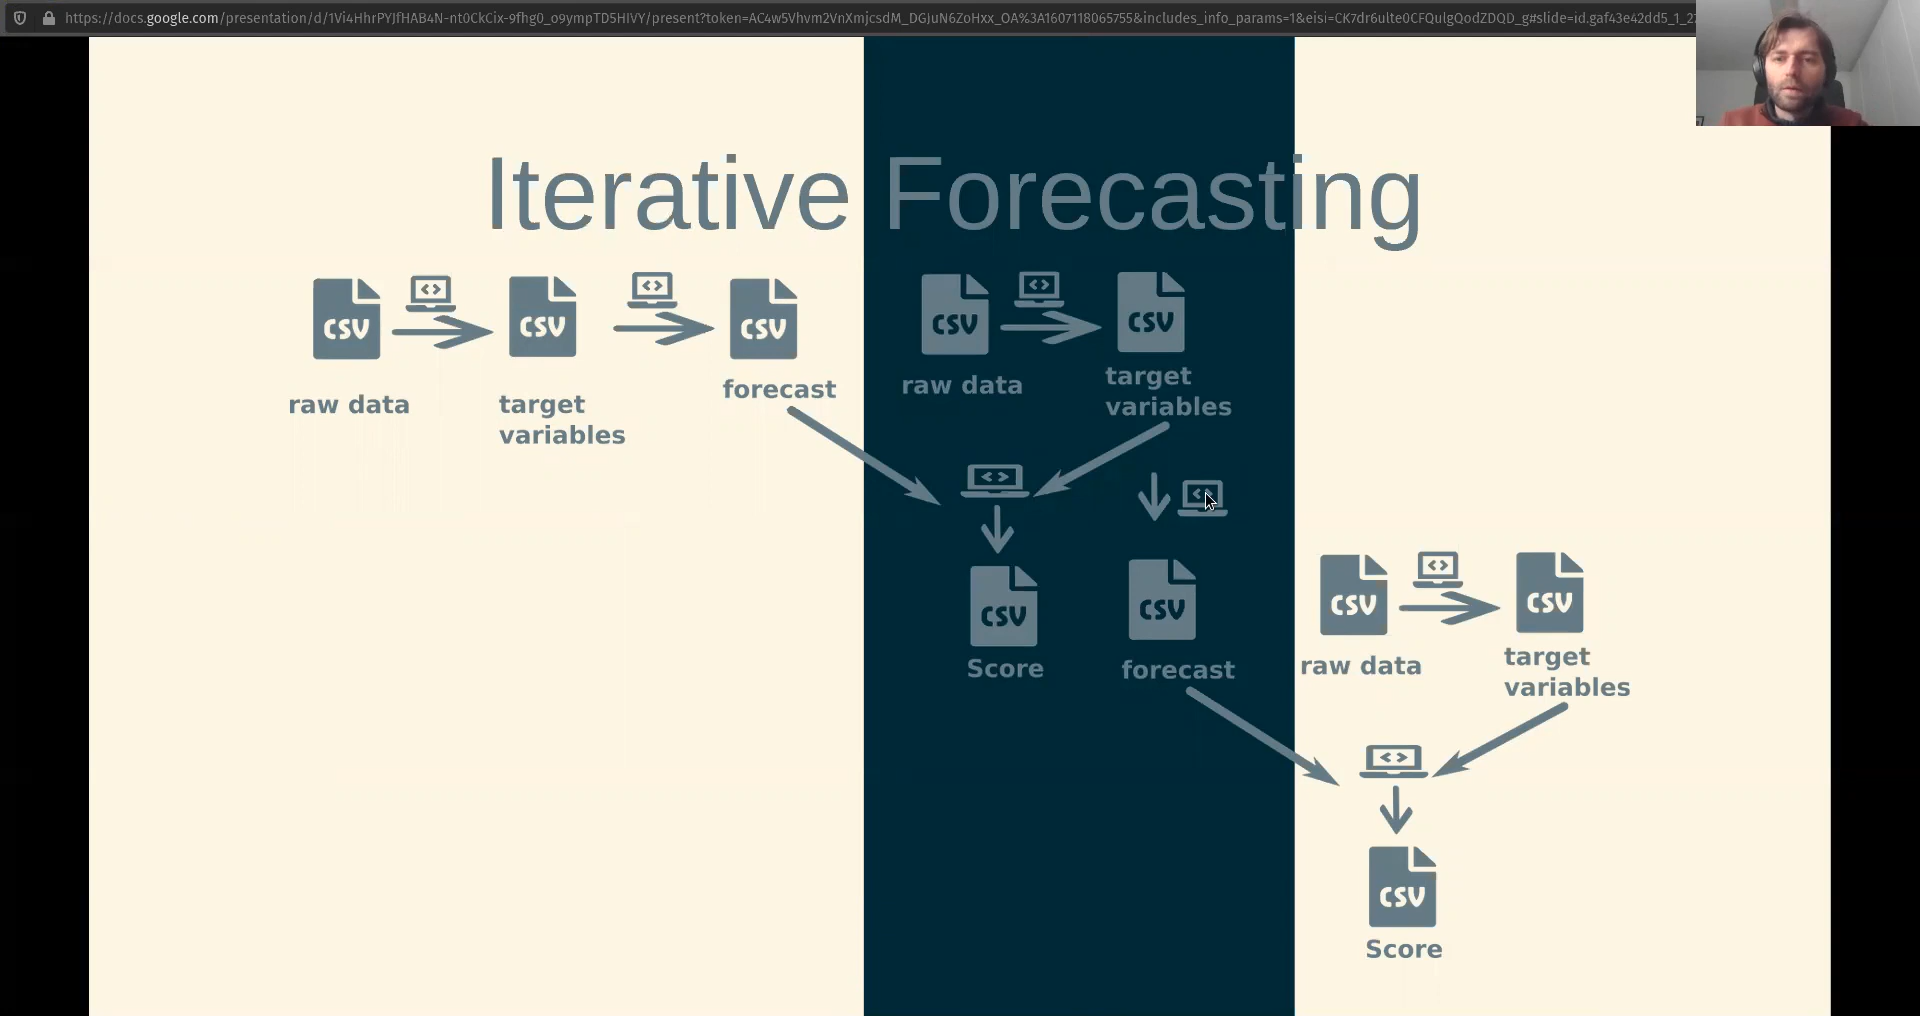 https://docs.google.com/presentation/d/1Vi4HhrPYJfHAB4N-nt0CkCix-9fhg0_o9ympTD5HIVY/present?token=AC4w5Vhvm2VnXmjcsdM_DGJuN6ZoHxx_OA%3A1607118065755&includes_info_params=1&eisi=CK7dr6ulte0CFQulgQodZDQD_g#slide=id.gaf43e42dd5_1_2
Iterative Forecasting
CSV
CSV
CSV
CSV
CSV
raw data
target
variables
forecast
raw data
target
variables
CSV
Score
CSV
forecast
CSV
raw data
CSV
target
variables
CSV
Score